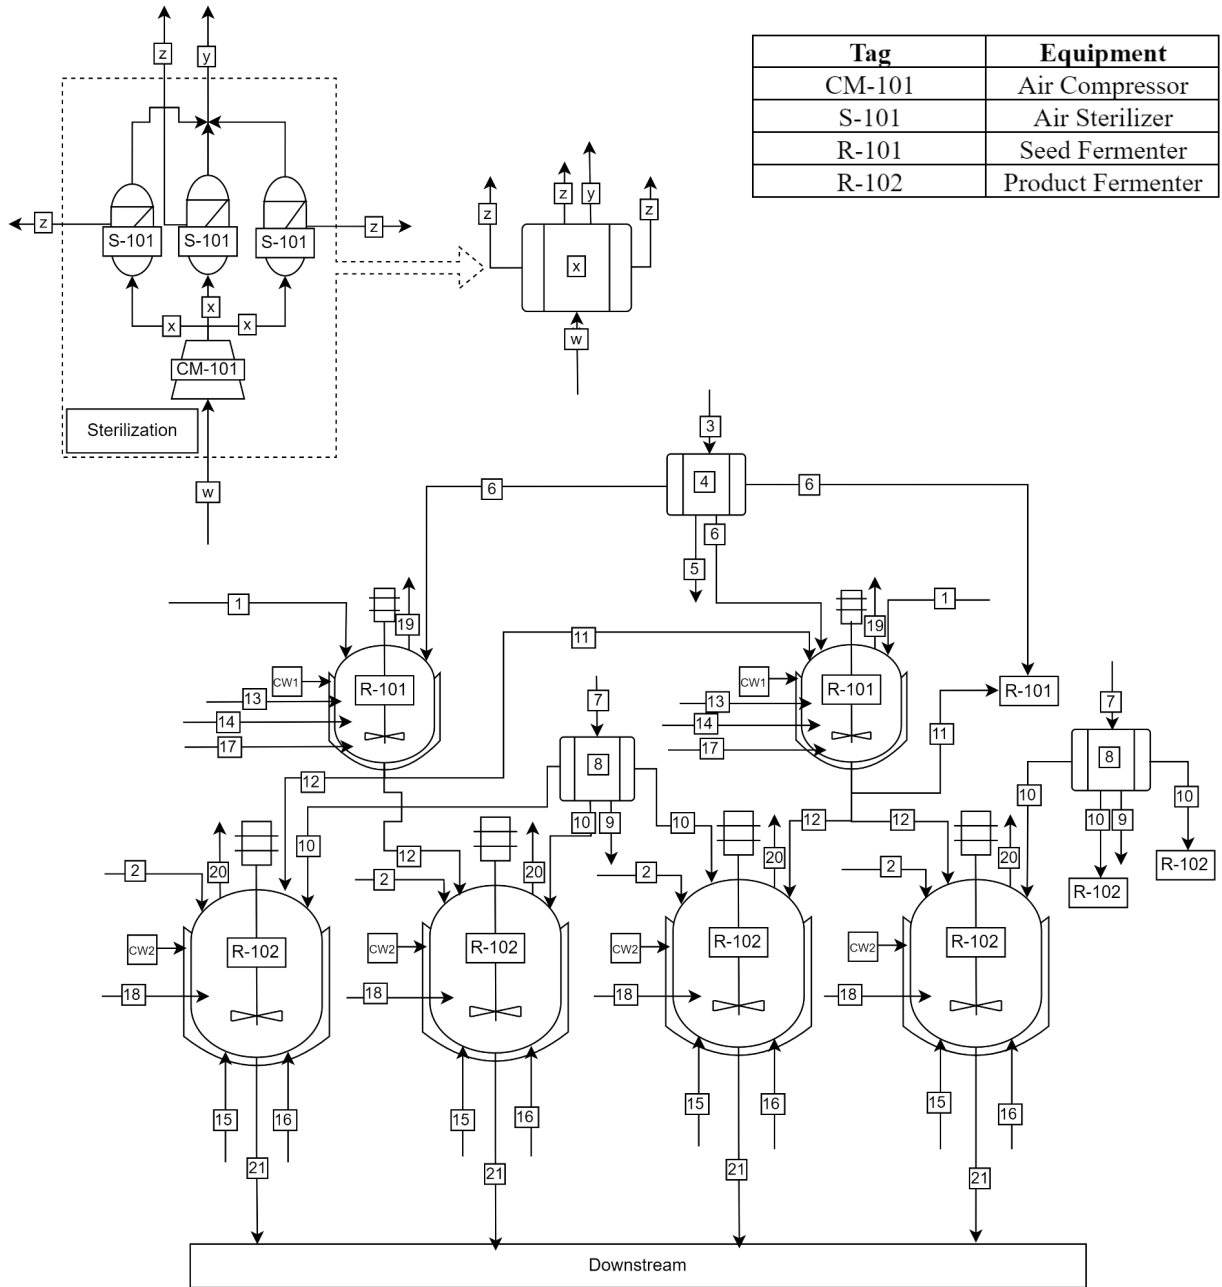 z
y
Tag Equipment
CM-101 Air Compressor
S-101 Air Sterilizer
R-101 Seed Fermenter
R-102 Product Fermenter
z
y
z
z
z
z
S-101
S-101
S-101
x
x
x
x
w
CM-101
Sterilization
w
3
4
6
6
6
5
1
19
11
1
19
CW1
R-101
13
14
17
CW1
R-101
13
14
17
R-101
11
7
8
7
8
12
10
12
10
9
10
12
12
10
10
9
10
2
20
2
20
2
20
2
20
R-102
R-102
CW2
R-102
18
CW2
R-102
18
CW2
R-102
18
CW2
R-102
18
15
16
15
16
15
16
15
16
21
21
21
21
Downstream